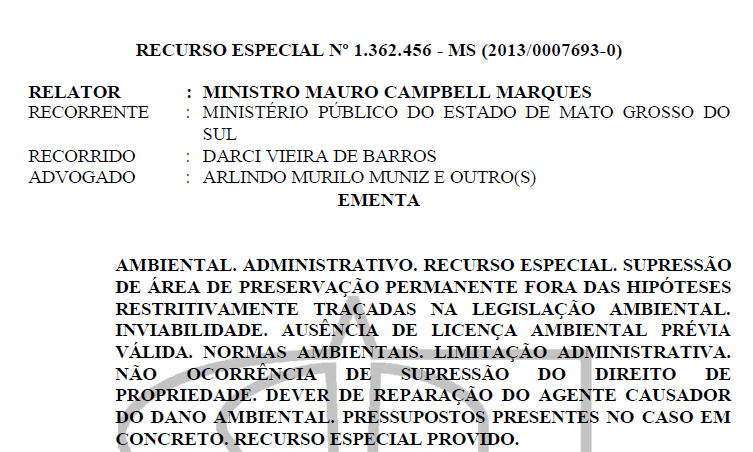 RECURSO ESPECIAL Nº 1.362.456 - MS (2013/0007693-0)
RELATOR : MINISTRO MAURO CAMPBELL MARQUES
RECORRENTE : MINISTÉRIO PÚBLICO DO ESTADO DE MATO GROSSO DO
SUL
RECORRIDO : DARCI VIEIRA DE BARROS
ADVOGADO : ARLINDO MURILO MUNIZ E OUTRO(S)
EMENTA
AMBIENTAL. ADMINISTRATIVO. RECURSO ESPECIAL. SUPRESSÃO
DE ÁREA DE PRESERVAÇÃO PERMANENTE FORA DAS HIPÓTESES
RESTRITIVAMENTE TRAÇADAS NA LEGISLAÇÃO AMBIENTAL.
INVIABILIDADE. AUSÊNCIA DE LICENÇA AMBIENTAL PRÉVIA
VÁLIDA. NORMAS AMBIENTAIS. LIMITAÇÃO ADMINISTRATIVA.
NÃO OCORRÊNCIA DE SUPRESSÃO DO DIREITO DE
PROPRIEDADE. DEVER DE REPARAÇÃO DO AGENTE CAUSADOR
DO DANO AMBIENTAL. PRESSUPOSTOS PRESENTES NO CASO EM
CONCRETO. RECURSO ESPECIAL PROVIDO.